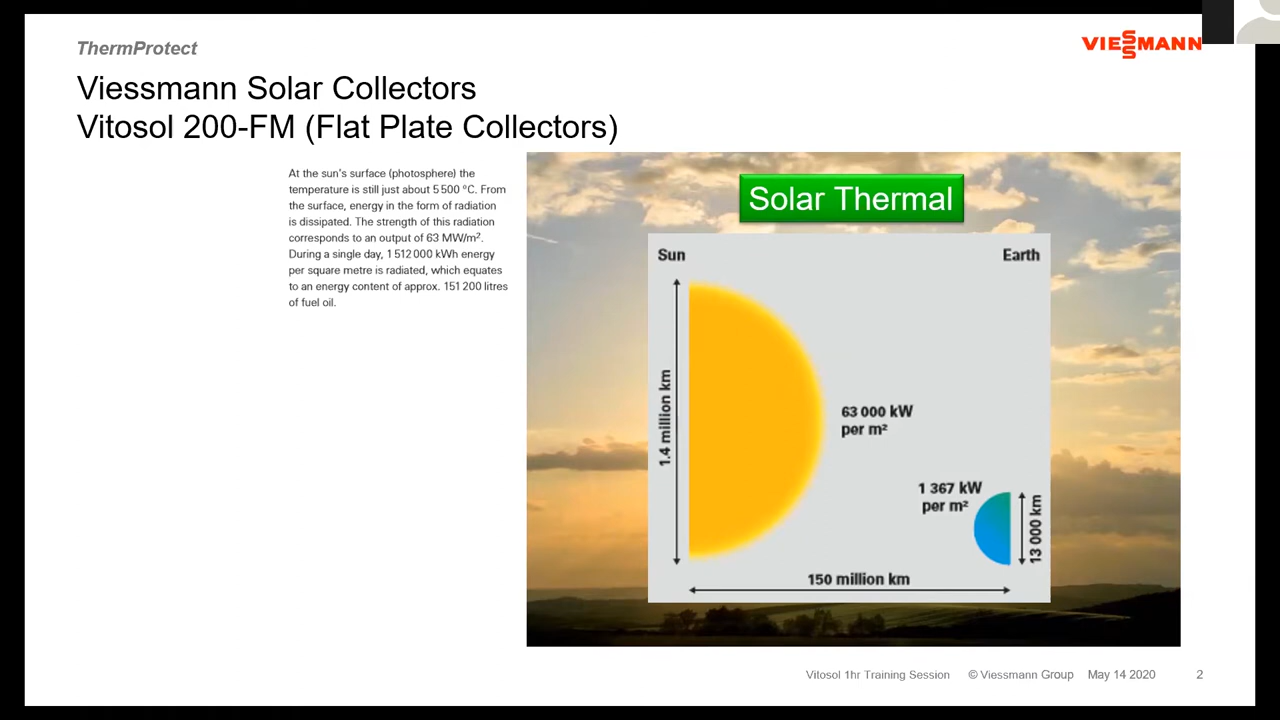 ThermProtect
VIESSMANN
Viessmann Solar Collectors
Vitosol 200-FM (Flat Plate Collectors)
At the sun's surface (photosphere) the
temperature is still just about 5 500 °C. From
the surface, energy in the form of radiation
is dissipated. The strength of this radiation
corresponds to an output of 63 MW/m².
During a single day, 1 512 000 kWh energy
per square metre is radiated, which equates
to an energy content of approx. 151 200 litres
of fuel oil.
Solar Thermal
Sun
Earth
1.4 million km
63 000 kW
per m²
1 367 kW
per m²
13 000 km
150 million km
Vitosol 1hr Training Session © Viessmann Group May 14 2020 2